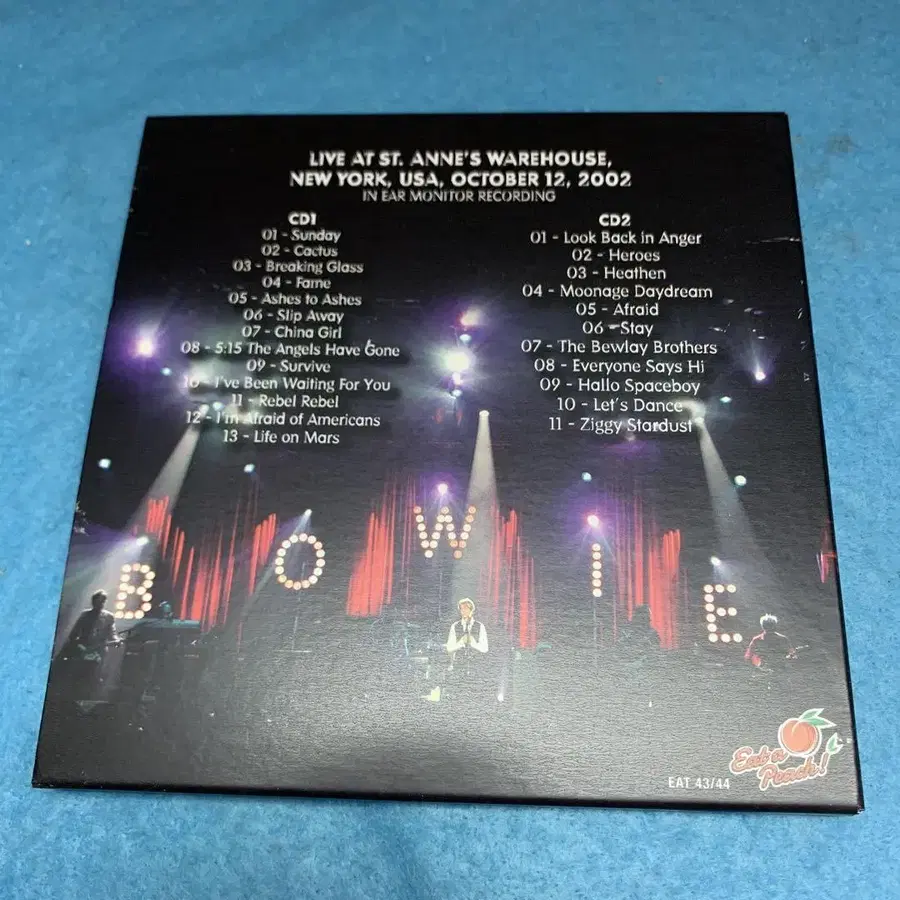 LIVE AT ST. ANNE'S WAREHOUSE,
NEW YORK, USA, OCTOBER 12, 2002
IN EAR MONITOR RECORDING
CD1
01 - Sunday
02 - Cactus
03 - Breaking Glass
04 - Fame
05 - Ashes to Ashes
06 - Slip Away
07 - China Girl
08 - 5:15 The Angels Have Gone
09 - Survive
10 - I've Been Waiting For You
11 - Rebel Rebel
12 - I'm Afraid of Americans
13 - Life on Mars
CD2
01 - Look Back in Anger
02 - Heroes
03 - Heathen
04 - Moonage Daydream
05 - Afraid
06 - Stay
07 - The Bewlay Brothers
08 - Everyone Says Hi
09 - Hallo Spaceboy
10 - Let's Dance
11 - Ziggy Stardust
BOWIE
EAT 43/44
Eat a
Peach!